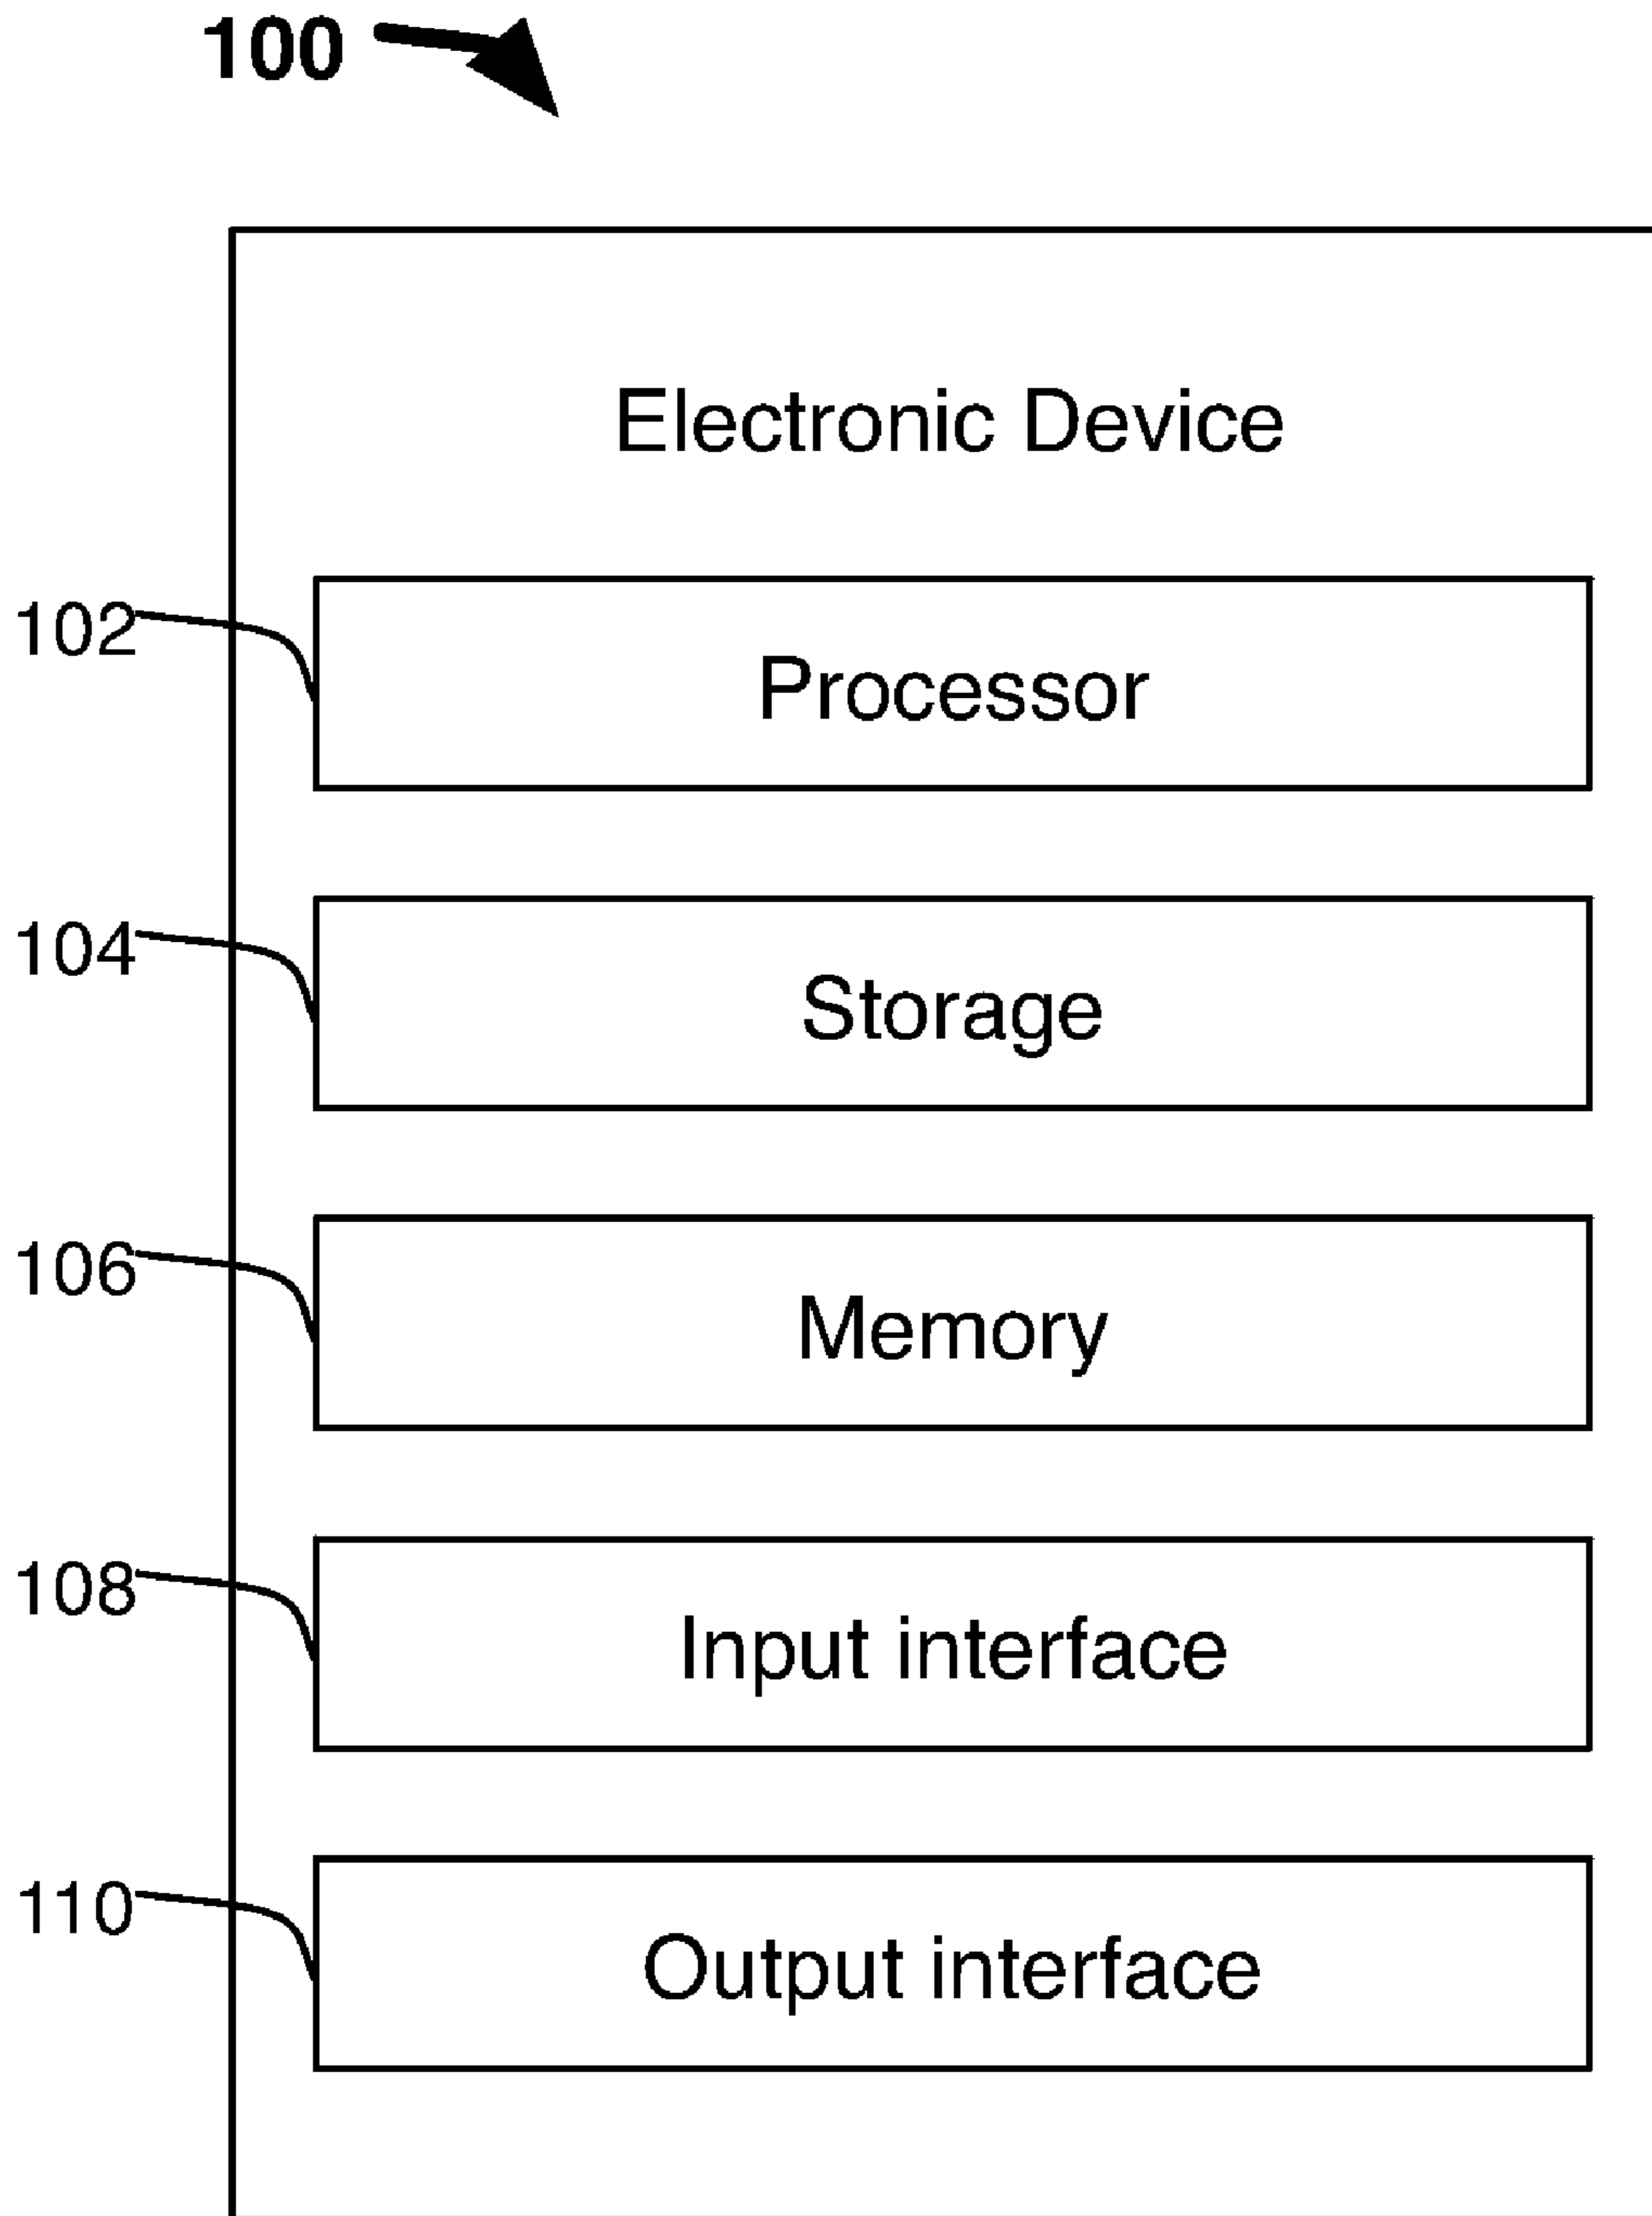 100
Electronic Device
102
Processor
104
Storage
106
Memory
108
Input interface
110
Output interface